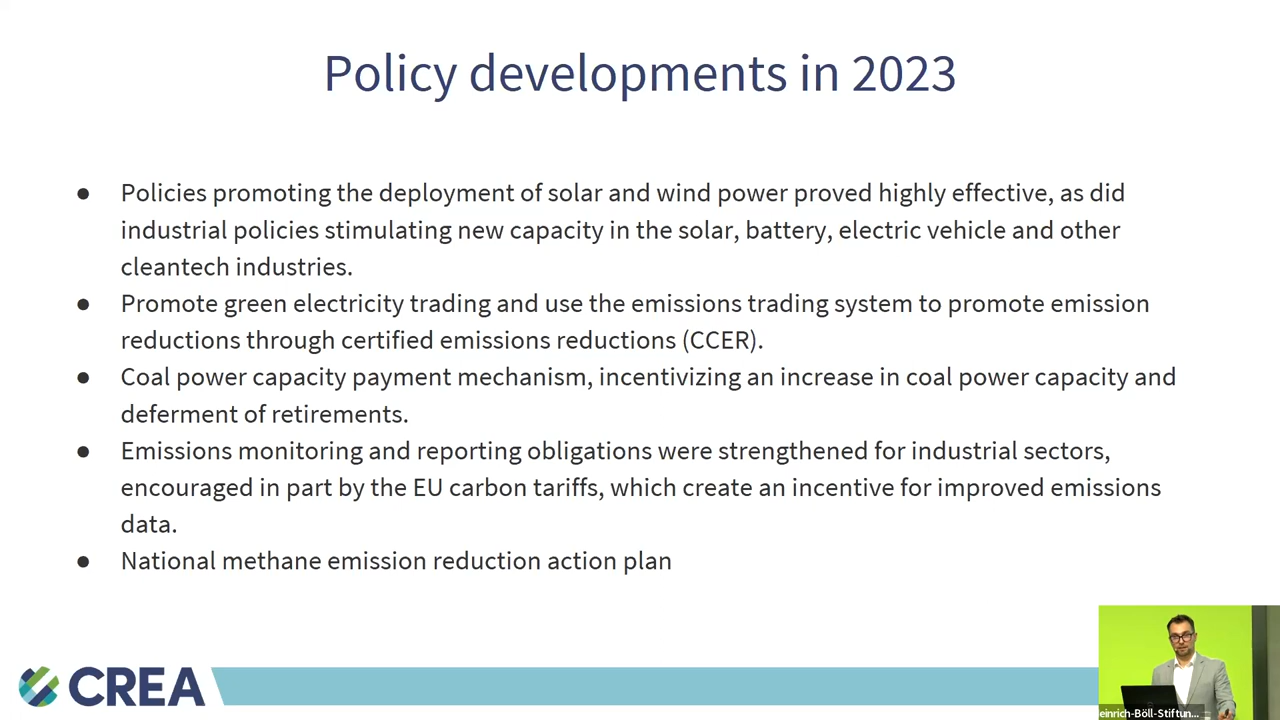 Policy developments in 2023
● Policies promoting the deployment of solar and wind power proved highly effective, as did
industrial policies stimulating new capacity in the solar, battery, electric vehicle and other
cleantech industries.
● Promote green electricity trading and use the emissions trading system to promote emission
reductions through certified emissions reductions (CCER).
● Coal power capacity payment mechanism, incentivizing an increase in coal power capacity and
deferment of retirements.
● Emissions monitoring and reporting obligations were strengthened for industrial sectors,
encouraged in part by the EU carbon tariffs, which create an incentive for improved emissions
data.
● National methane emission reduction action plan
CREA
einrich-Böll-Stiftun...